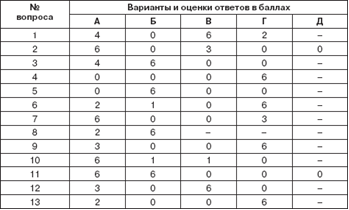 № вопроса Варианты и оценки ответов в баллах
А Б В Г Д
1 4 0 6 2 –
2 6 0 3 0 0
3 4 6 0 0 –
4 0 0 0 6 –
5 0 6 0 0 –
6 2 1 0 6 –
7 6 0 0 3 –
8 2 6 – – –
9 3 0 0 6 –
10 6 1 1 0 –
11 6 6 0 0 0
12 3 0 6 0 –
13 2 0 0 6 –